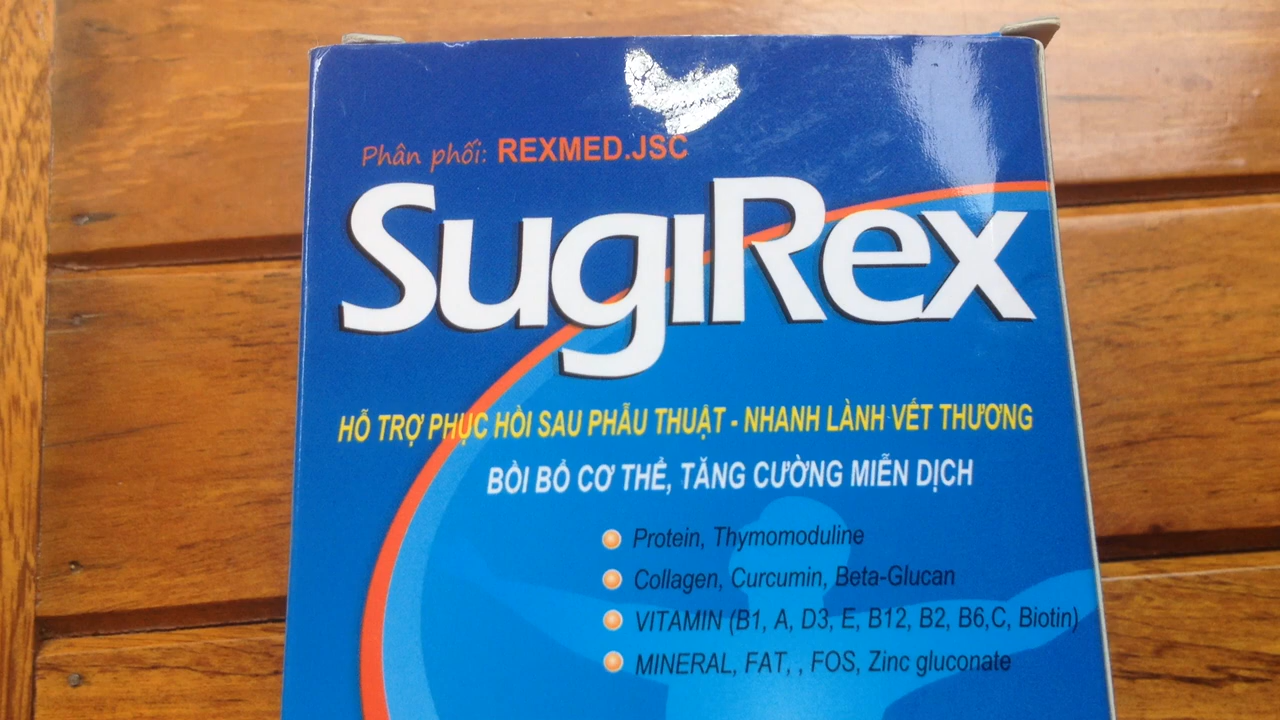 Phân phối: REXMED.JSC
SugiRex
HỖ TRỢ PHỤC HỒI SAU PHẪU THUẬT - NHANH LÀNH VẾT THƯƠNG
BỒI BỔ CƠ THỂ, TĂNG CƯỜNG MIỄN DỊCH
Protein, Thymomoduline
Collagen, Curcumin, Beta-Glucan
VITAMIN (B1, A, D3, E, B12, B2, B6,C, Biotin)
MINERAL, FAT, , FOS, Zinc gluconate